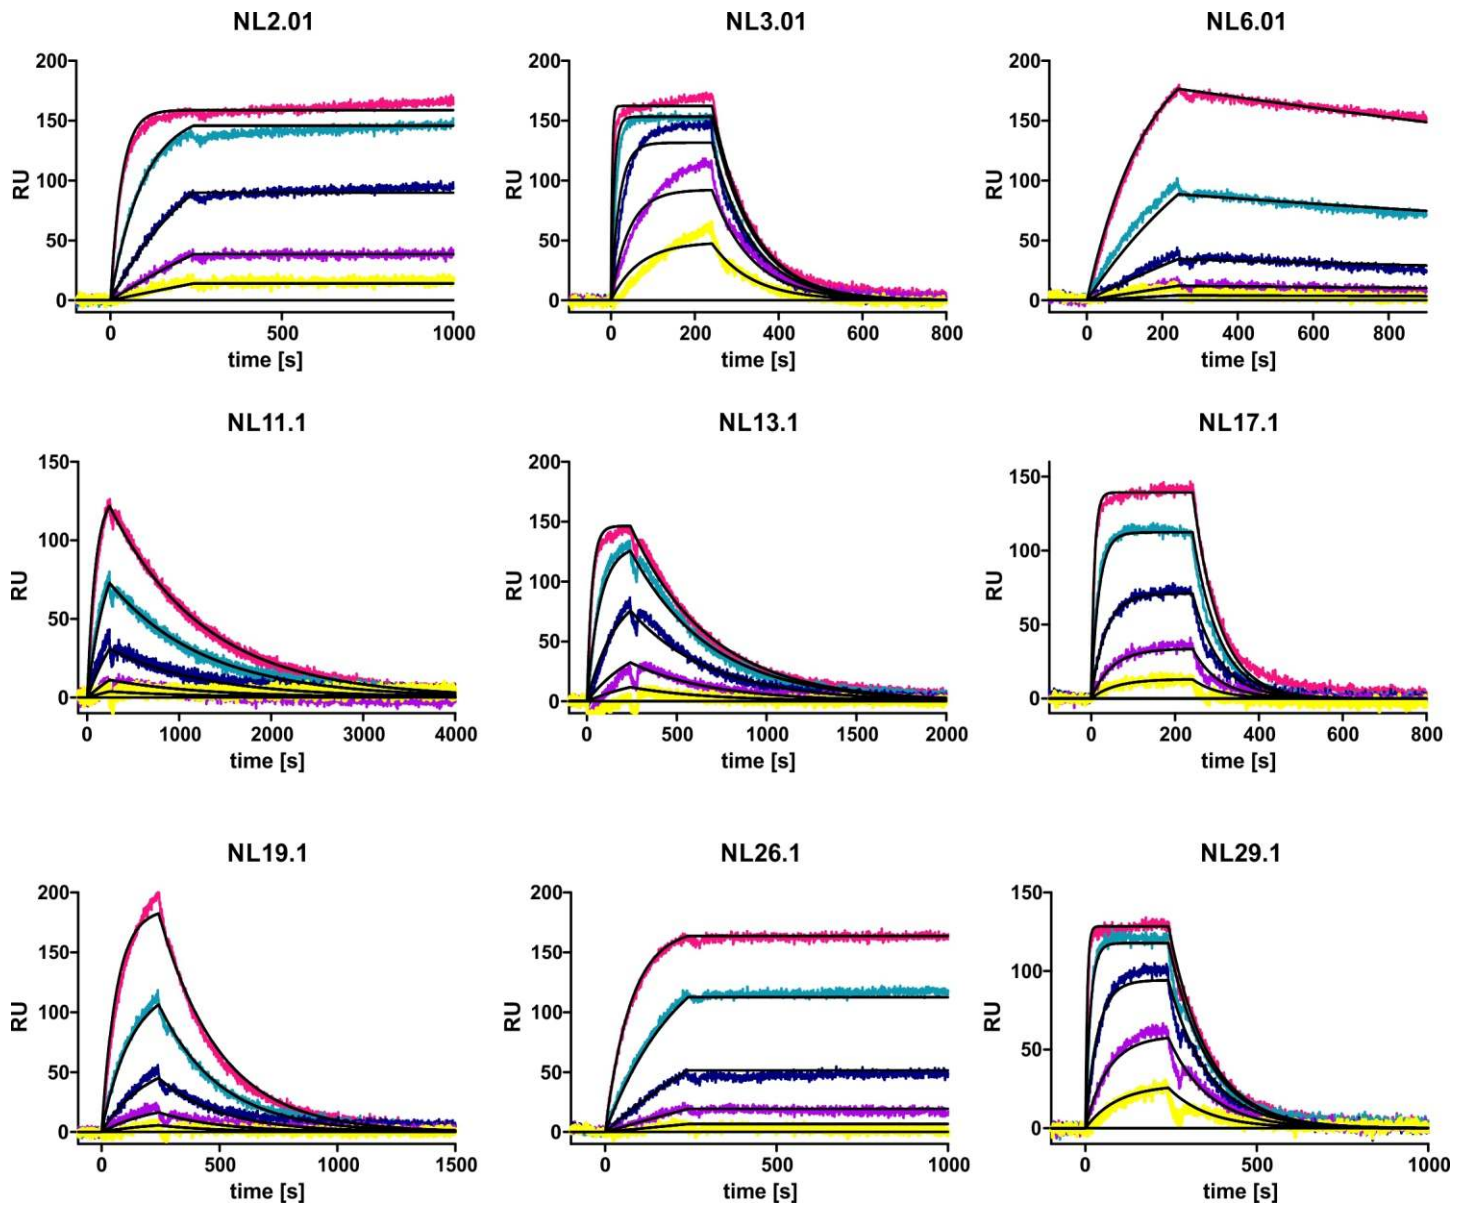 NL2.01 NL3.01 NL6.01
200 200 200
150 150 150
RU 100 RU 100 RU 100
50 50 50
0 0 0
0 500 1000 0 200 400 600 800 0 200 400 600 800
time [s] time [s] time [s]
NL11.1 NL13.1 NL17.1
150 200 150
100 150 100
RU 50 RU 100 RU 50
0 50 0
0
0 1000 2000 3000 4000 0 500 1000 1500 2000 0 200 400 600 800
time [s] time [s] time [s]
NL19.1 NL26.1 NL29.1
200 200 150
150 150 100
RU 100 RU 100 RU 50
50 50 0
0 0
0 500 1000 1500 0 500 1000 0 500 1000
time [s] time [s] time [s]